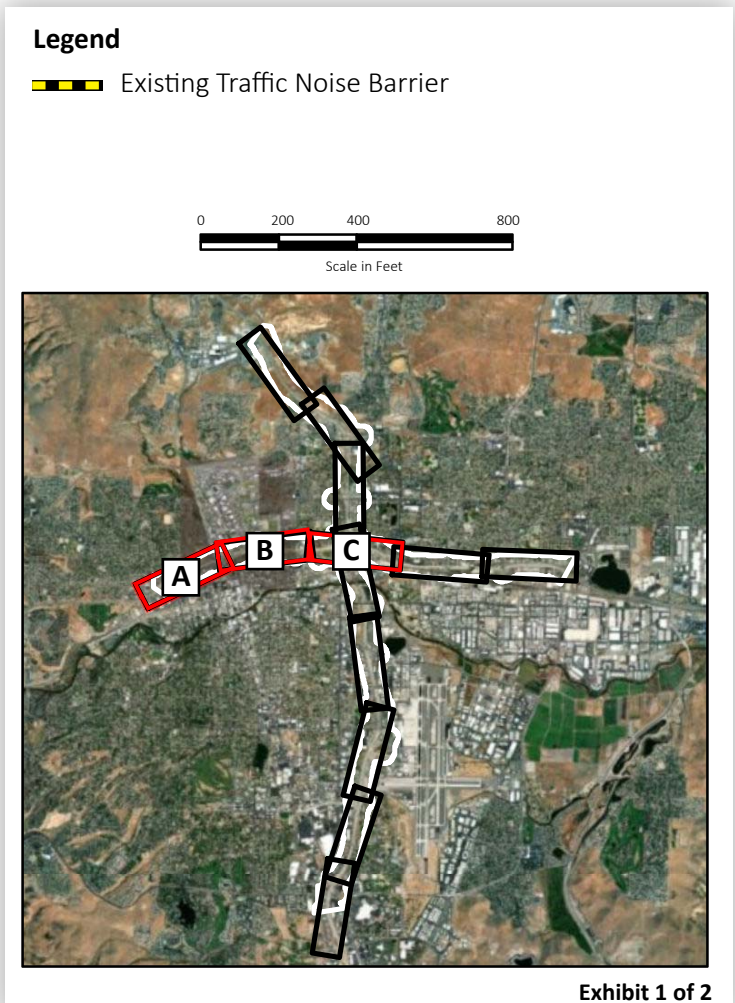 Legend
Existing Traffic Noise Barrier
0 200 400 800
Scale in Feet
A B C
Exhibit 1 of 2